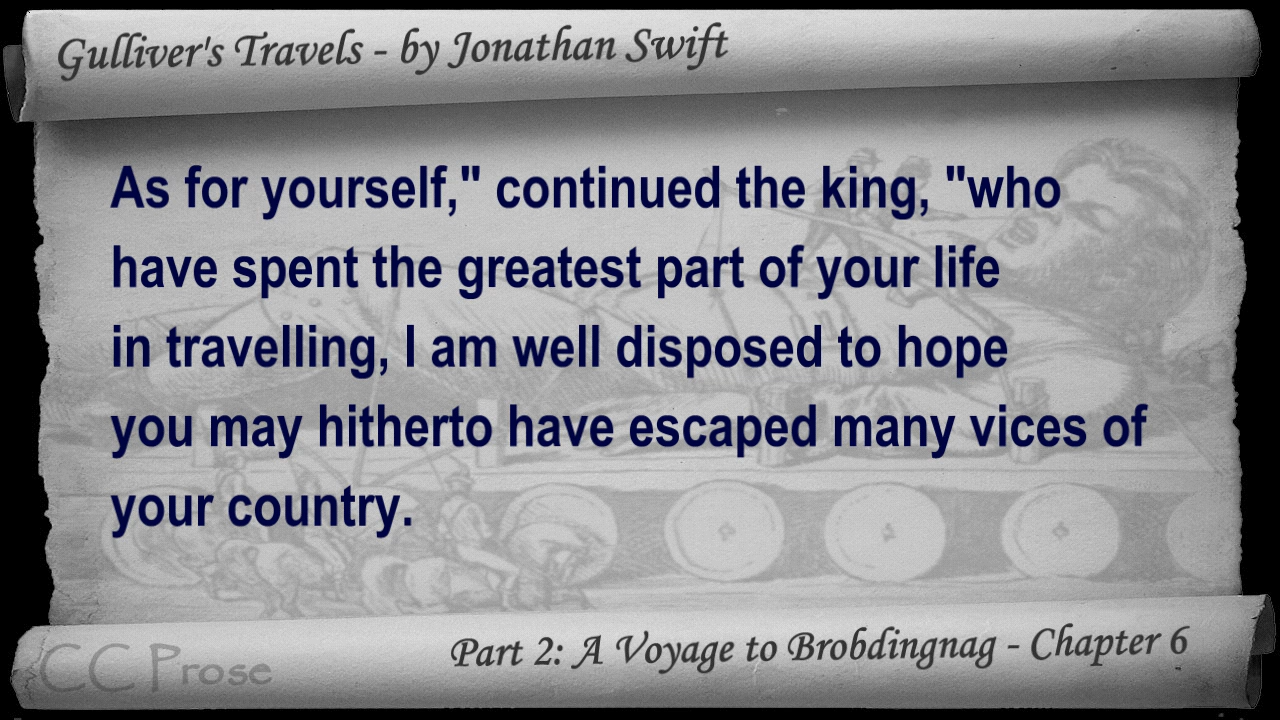 Gulliver's Travels - by Jonathan Swift
As for yourself," continued the king, "who
have spent the greatest part of your life
in travelling, I am well disposed to hope
you may hitherto have escaped many vices of
your country.
CC Prose
Part 2: A Voyage to Brobdingnag - Chapter 6